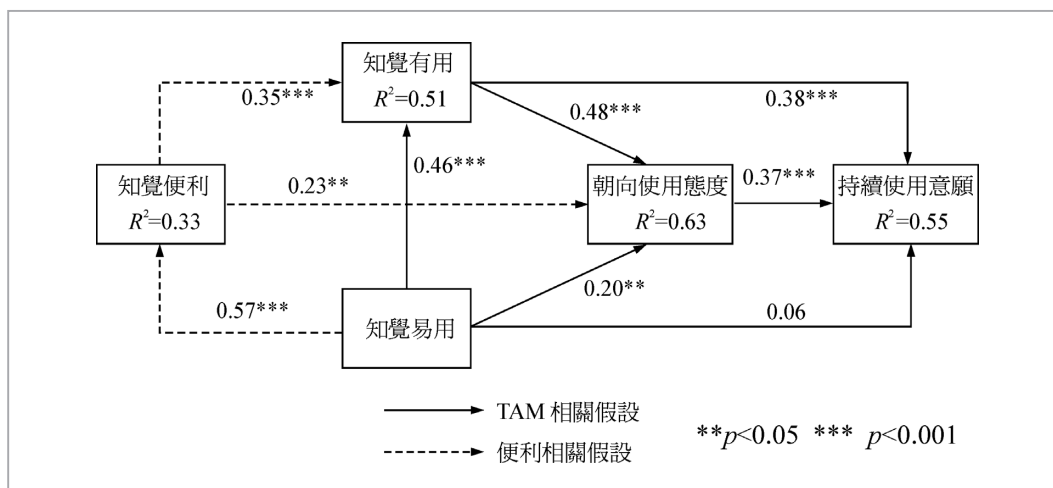 知覺有用
R²=0.51
0.35***
0.38***
0.48***
0.46***
知覺便利
R²=0.33
0.23**
朝向使用態度
R²=0.63
0.37***
持續使用意願
R²=0.55
0.57***
知覺易用
0.20**
0.06
TAM 相關假設
便利相關假設
**p<0.05 *** p<0.001